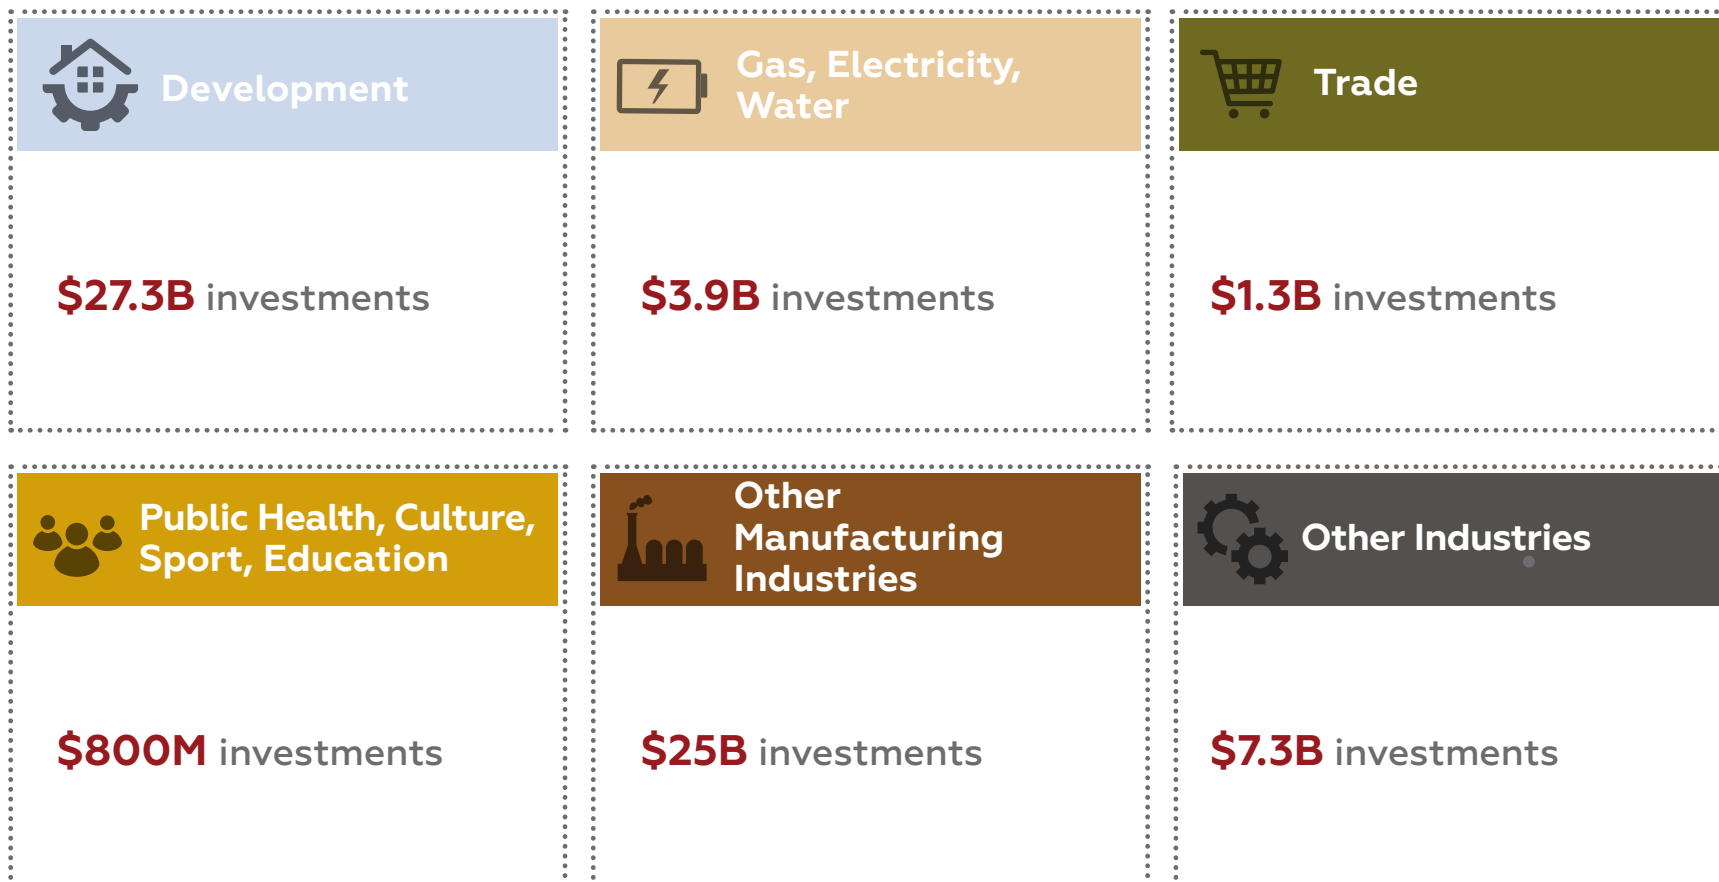 Development
$27.3B investments
Gas, Electricity,
Water
$3.9B investments
Trade
$1.3B investments
Public Health, Culture,
Sport, Education
$800M investments
Other
Manufacturing
Industries
$25B investments
Other Industries
$7.3B investments